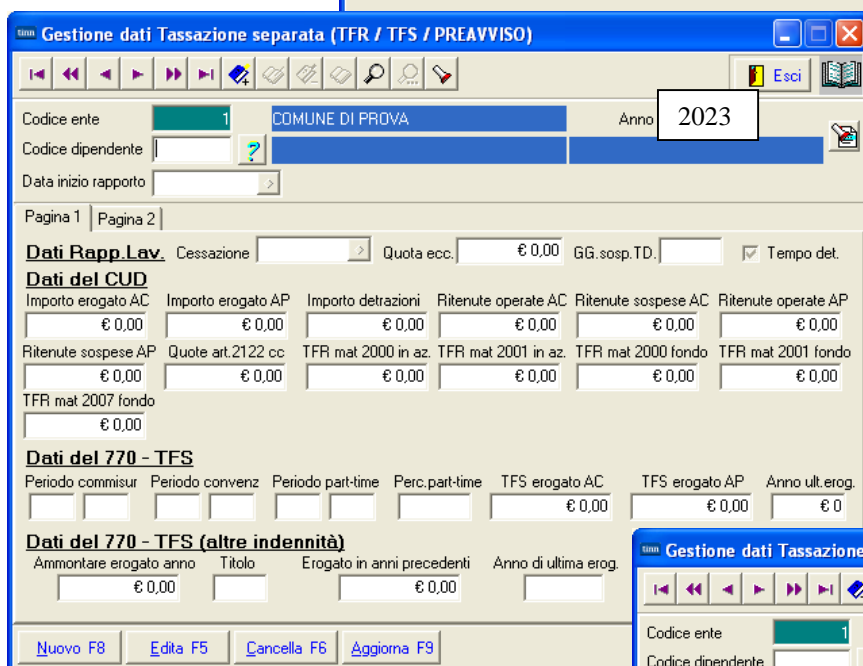 tinn Gestione dati Tassazione separata (TFR / TFS / PREAVVISO)
Esci
Codice ente 1 COMUNE DI PROVA Anno 2023
Codice dipendente ?
Data inizio rapporto
Pagina 1 Pagina 2
Dati Rapp.Lav. Cessazione Quota ecc. € 0,00 GG.sosp.TD. Tempo det.
Dati del CUD
Importo erogato AC Importo erogato AP Importo detrazioni Ritenute operate AC Ritenute sospese AC Ritenute operate AP
€ 0,00 € 0,00 € 0,00 € 0,00 € 0,00 € 0,00
Ritenute sospese AP Quote art.2122 cc TFR mat 2000 in az. TFR mat 2001 in az. TFR mat 2000 fondo TFR mat 2001 fondo
€ 0,00 € 0,00 € 0,00 € 0,00 € 0,00 € 0,00
TFR mat 2007 fondo
€ 0,00
Dati del 770 - TFS
Periodo commisur Periodo convenz Periodo part-time Perc.part-time TFS erogato AC TFS erogato AP Anno ult.erog.
€ 0,00 € 0,00 € 0
Dati del 770 - TFS (altre indennità)
Ammontare erogato anno Titolo Erogato in anni precedenti Anno di ultima erog.
€ 0,00 € 0,00
Nuovo F8 Edita F5 Cancella F6 Aggiorna F9
tinn Gestione dati Tassazione
Codice ente 1
Codice dipendente